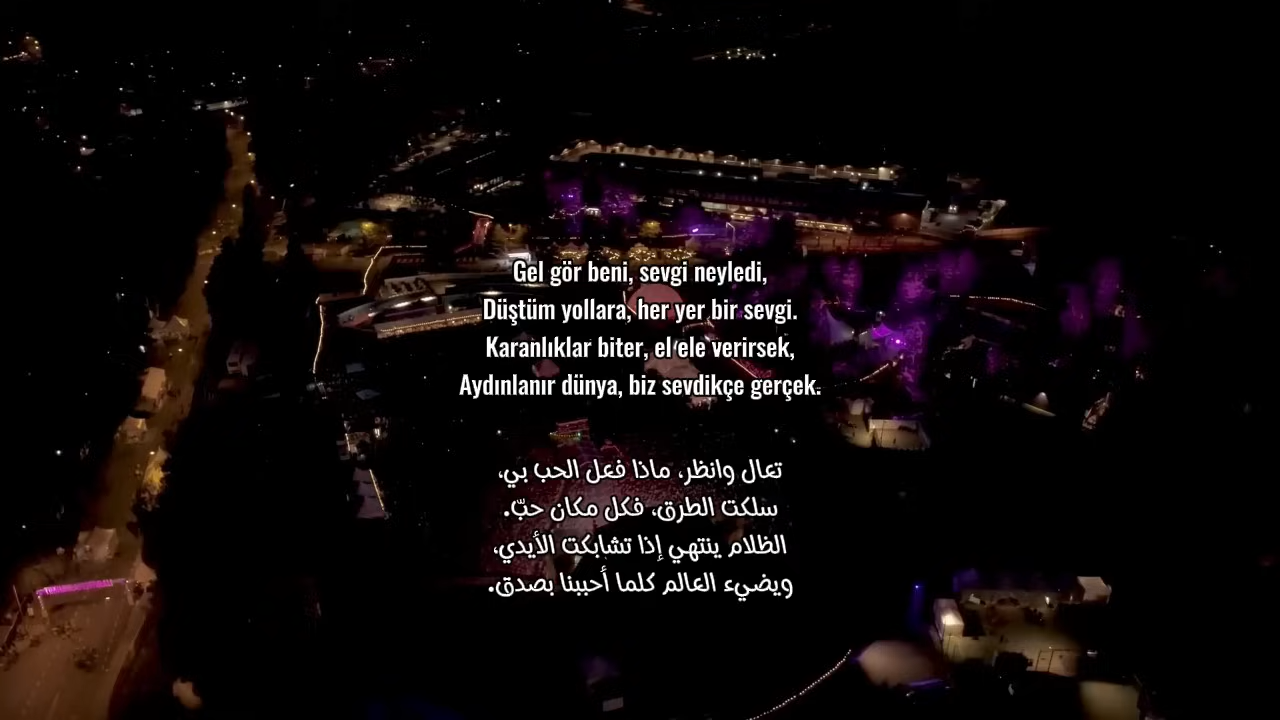 Gel gör beni, sevgi neyledi,
Düştüm yollara, her yer bir sevgi.
Karanlıklar biter, el ele verirsek,
Aydınlanır dünya, biz sevdikçe gerçek.
تعال وانظر، ماذا فعل الحب بي،
سلكت الطرق، فكل مكان حبّ.
الظلام ينتهي إذا تشابكت الأيدي،
ويضيء العالم كلما أحببنا بصدق.